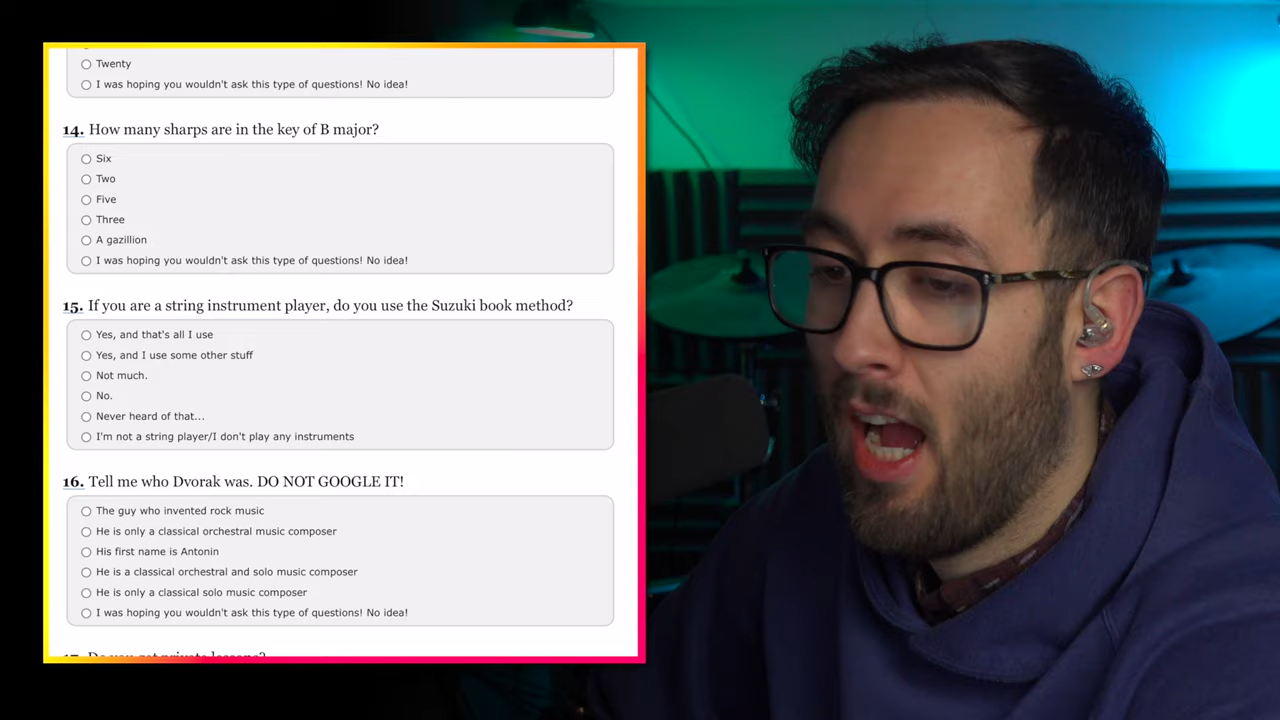 Twenty
I was hoping you wouldn't ask this type of questions! No idea!
14. How many sharps are in the key of B major?
Six
Two
Five
Three
A gazillion
I was hoping you wouldn't ask this type of questions! No idea!
15. If you are a string instrument player, do you use the Suzuki book method?
Yes, and that's all I use
Yes, and I use some other stuff
Not much.
No.
Never heard of that...
I'm not a string player/I don't play any instruments
16. Tell me who Dvorak was. DO NOT GOOGLE IT!
The guy who invented rock music
He is only a classical orchestral music composer
His first name is Antonin
He is a classical orchestral and solo music composer
He is only a classical solo music composer
I was hoping you wouldn't ask this type of questions! No idea!
17. Do you get private lessons?